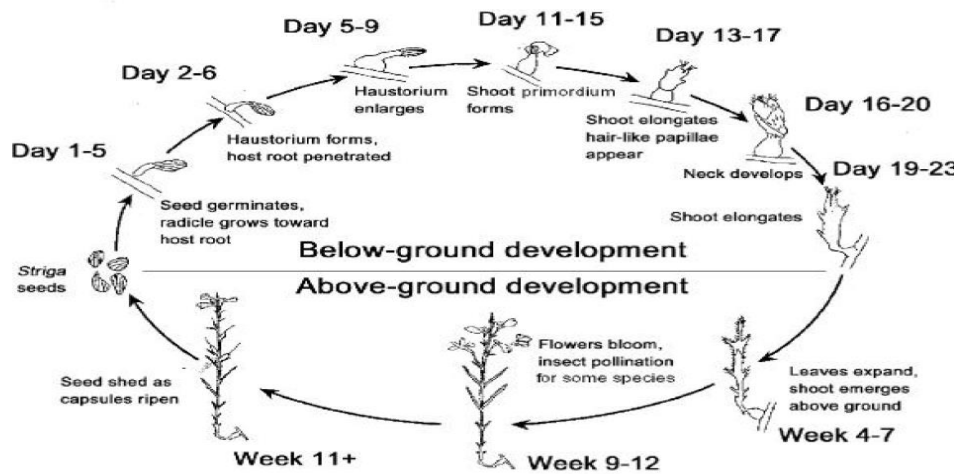 Day 1-5
Seed germinates,
radicle grows toward
host root
Day 2-6
Haustorium forms,
host root penetrated
Day 5-9
Haustorium
enlarges
Day 11-15
Shoot primordium
forms
Day 13-17
Shoot elongates
hair-like papillae
appear
Day 16-20
Neck develops
Day 19-23
Shoot elongates
Below-ground development
Above-ground development
Leaves expand,
shoot emerges
above ground
Week 4-7
Flowers bloom,
insect pollination
for some species
Week 9-12
Seed shed as
capsules ripen
Week 11+
Striga
seeds